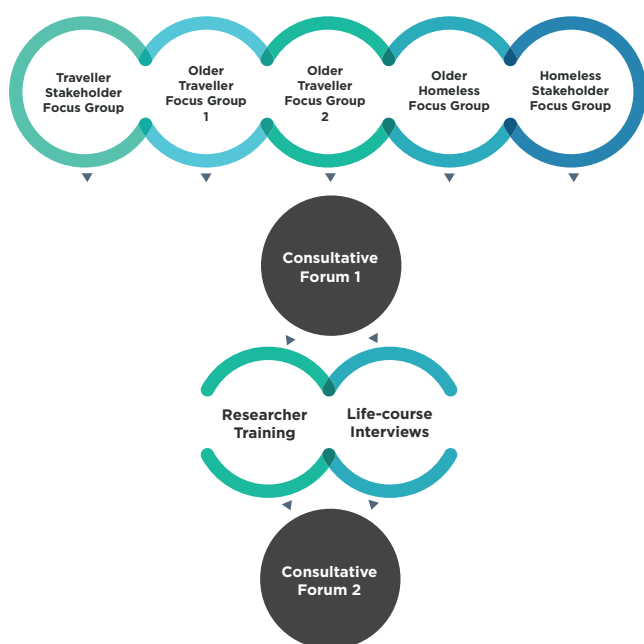 Traveller
Stakeholder
Focus Group
Older
Traveller
Focus Group
1
Older
Traveller
Focus Group
2
Older
Homeless
Focus Group
Homeless
Stakeholder
Focus Group
Consultative
Forum 1
Researcher
Training
Life-course
Interviews
Consultative
Forum 2